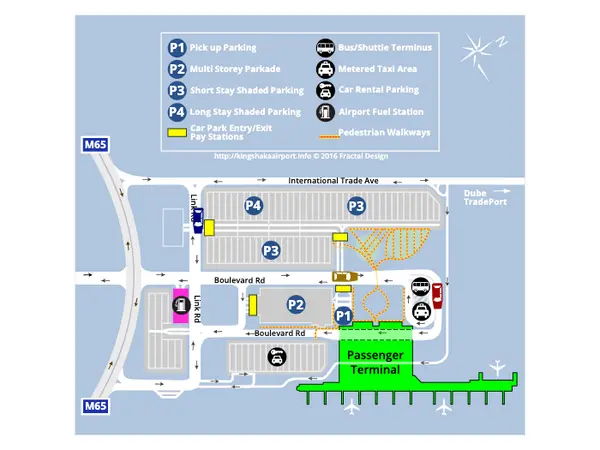 P1 Pick up Parking
Bus/Shuttle Terminus
P2 Multi Storey Parkade
Metered Taxi Area
P3 Short Stay Shaded Parking
Car Rental Parking
P4 Long Stay Shaded Parking
Airport Fuel Station
Car Park Entry/Exit
Pay Stations
Pedestrian Walkways
http://kingshakaairport.info © 2016 Fractal Design
M65
International Trade Ave
Dube
TradePort
Link Rd
P4
P3
P3
Boulevard Rd
Link Rd
P2
P1
Boulevard Rd
Passenger
Terminal
M65